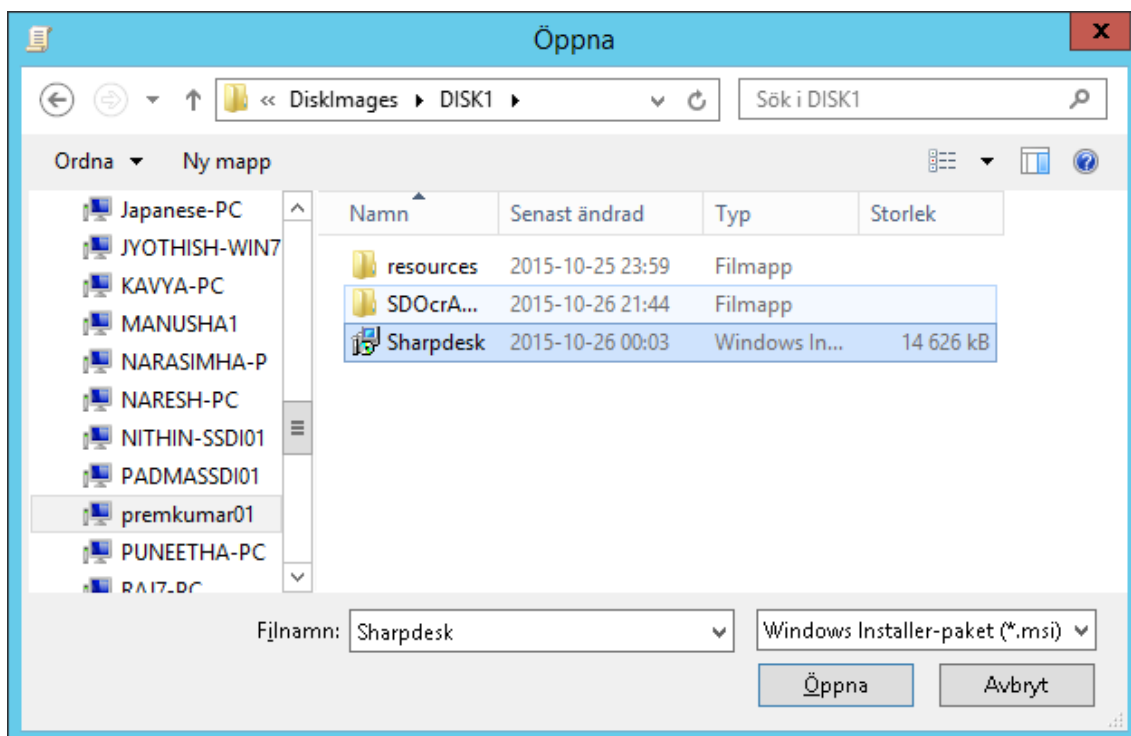 Öppna
« DiskImages DISK1
Sök i DISK1
Ordna Ny mapp
Japanese-PC
JYOTHISH-WIN7
KAVYA-PC
MANUSHA1
NARASIMHA-P
NARESH-PC
NITHIN-SSDI01
PADMASSDI01
premkumar01
PUNEETHA-PC
RAJ7-PC
Namn Senast ändrad Typ Storlek
resources 2015-10-25 23:59 Filmapp
SDOcrA... 2015-10-26 21:44 Filmapp
Sharpdesk 2015-10-26 00:03 Windows In... 14 626 kB
Filnamn: Sharpdesk Windows Installer-paket (*.msi)
Öppna Avbryt